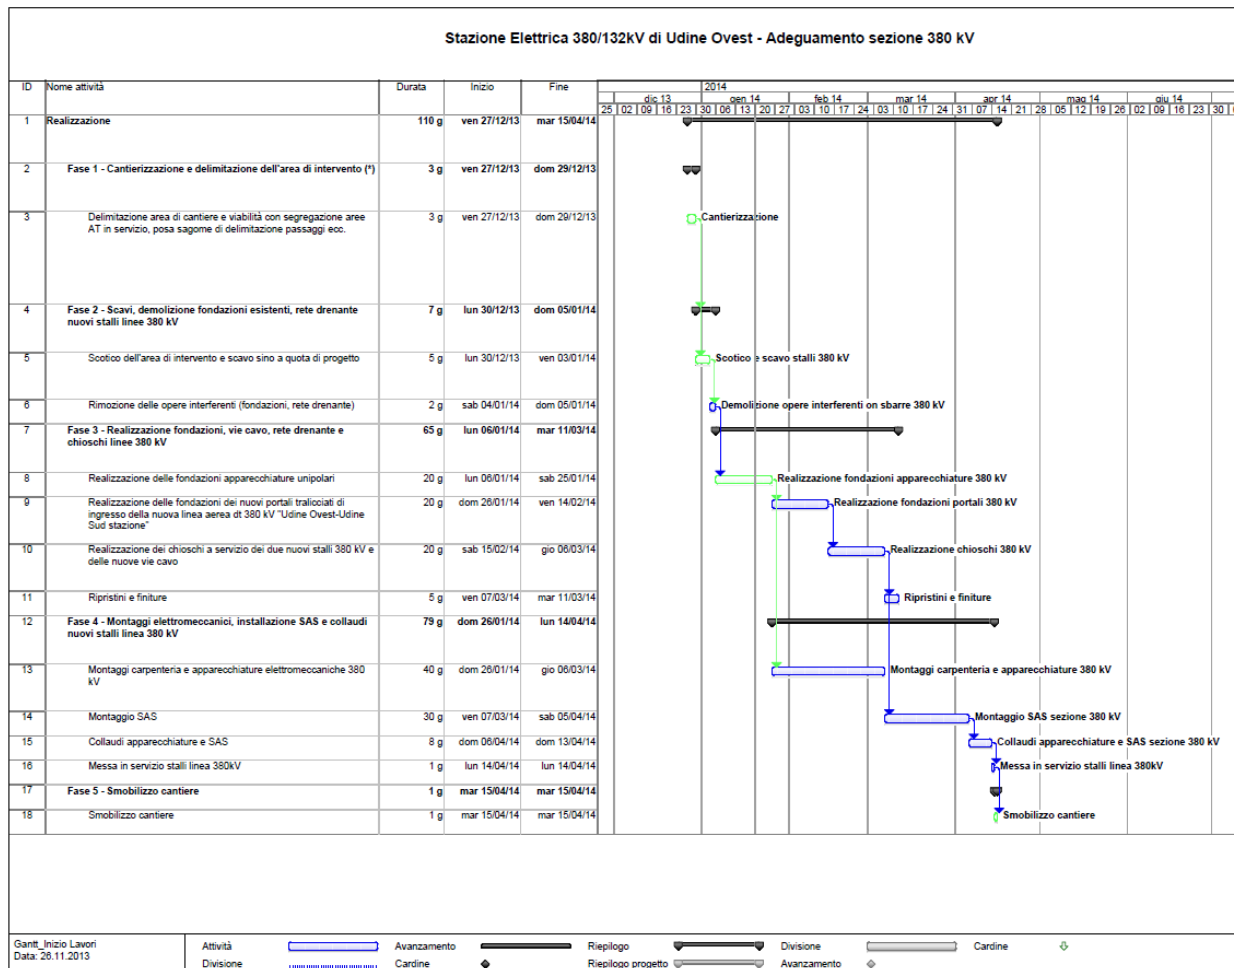 Stazione Elettrica 380/132kV di Udine Ovest - Adeguamento sezione 380 kV
ID Nome attività Durata Inizio Fine
2014
dic 13 gen 14 feb 14 mar 14 apr 14 mag 14 giu 14
25 02 09 16 23 30 06 13 20 27 03 10 17 24 03 10 17 24 31 07 14 21 28 05 12 19 26 02 09 16 23 30
1 Realizzazione 110 g ven 27/12/13 mar 15/04/14
2 Fase 1 - Cantierizzazione e delimitazione dell'area di intervento (*) 3 g ven 27/12/13 dom 29/12/13
3 Delimitazione area di cantiere e viabilità con segregazione aree 3 g ven 27/12/13 dom 29/12/13 Cantierizzazione
AT in servizio, posa sagome di delimitazione passaggi ecc.
4 Fase 2 - Scavi, demolizione fondazioni esistenti, rete drenante 7 g lun 30/12/13 dom 05/01/14
nuovi stalli linee 380 kV
5 Scotico dell'area di intervento e scavo sino a quota di progetto 5 g lun 30/12/13 ven 03/01/14 Scotico e scavo stalli 380 kV
6 Rimozione delle opere interferenti (fondazioni, rete drenante) 2 g sab 04/01/14 dom 05/01/14 Demolizione opere interferenti on sbarre 380 kV
7 Fase 3 - Realizzazione fondazioni, vie cavo, rete drenante e 65 g lun 06/01/14 mar 11/03/14
chioschi linee 380 kV
8 Realizzazione delle fondazioni apparecchiature unipolari 20 g lun 06/01/14 sab 25/01/14 Realizzazione fondazioni apparecchiature 380 kV
9 Realizzazione delle fondazioni dei nuovi portali tralicciati di 20 g dom 26/01/14 ven 14/02/14 Realizzazione fondazioni portali 380 kV
ingresso della nuova linea aerea dt 380 kV "Udine Ovest-Udine
Sud stazione"
10 Realizzazione dei chioschi a servizio dei due nuovi stalli 380 kV e 20 g sab 15/02/14 gio 06/03/14 Realizzazione chioschi 380 kV
delle nuove vie cavo
11 Ripristini e finiture 5 g ven 07/03/14 mar 11/03/14 Ripristini e finiture
12 Fase 4 - Montaggi elettromeccanici, installazione SAS e collaudi 79 g dom 26/01/14 lun 14/04/14
nuovi stalli linea 380 kV
13 Montaggi carpenteria e apparecchiature elettromeccaniche 380 40 g dom 26/01/14 gio 06/03/14 Montaggi carpenteria e apparecchiature 380 kV
kV
14 Montaggio SAS 30 g ven 07/03/14 sab 05/04/14 Montaggio SAS sezione 380 kV
15 Collaudi apparecchiature e SAS 8 g dom 06/04/14 dom 13/04/14 Collaudi apparecchiature e SAS sezione 380 kV
16 Messa in servizio stalli linea 380kV 1 g lun 14/04/14 lun 14/04/14 Messa in servizio stalli linea 380kV
17 Fase 5 - Smobilizzo cantiere 1 g mar 15/04/14 mar 15/04/14
18 Smobilizzo cantiere 1 g mar 15/04/14 mar 15/04/14 Smobilizzo cantiere
Gantt_Inizio Lavori
Data: 26.11.2013
Attività Avanzamento Riepilogo Divisione Cardine
Divisione Cardine Riepilogo progetto Avanzamento